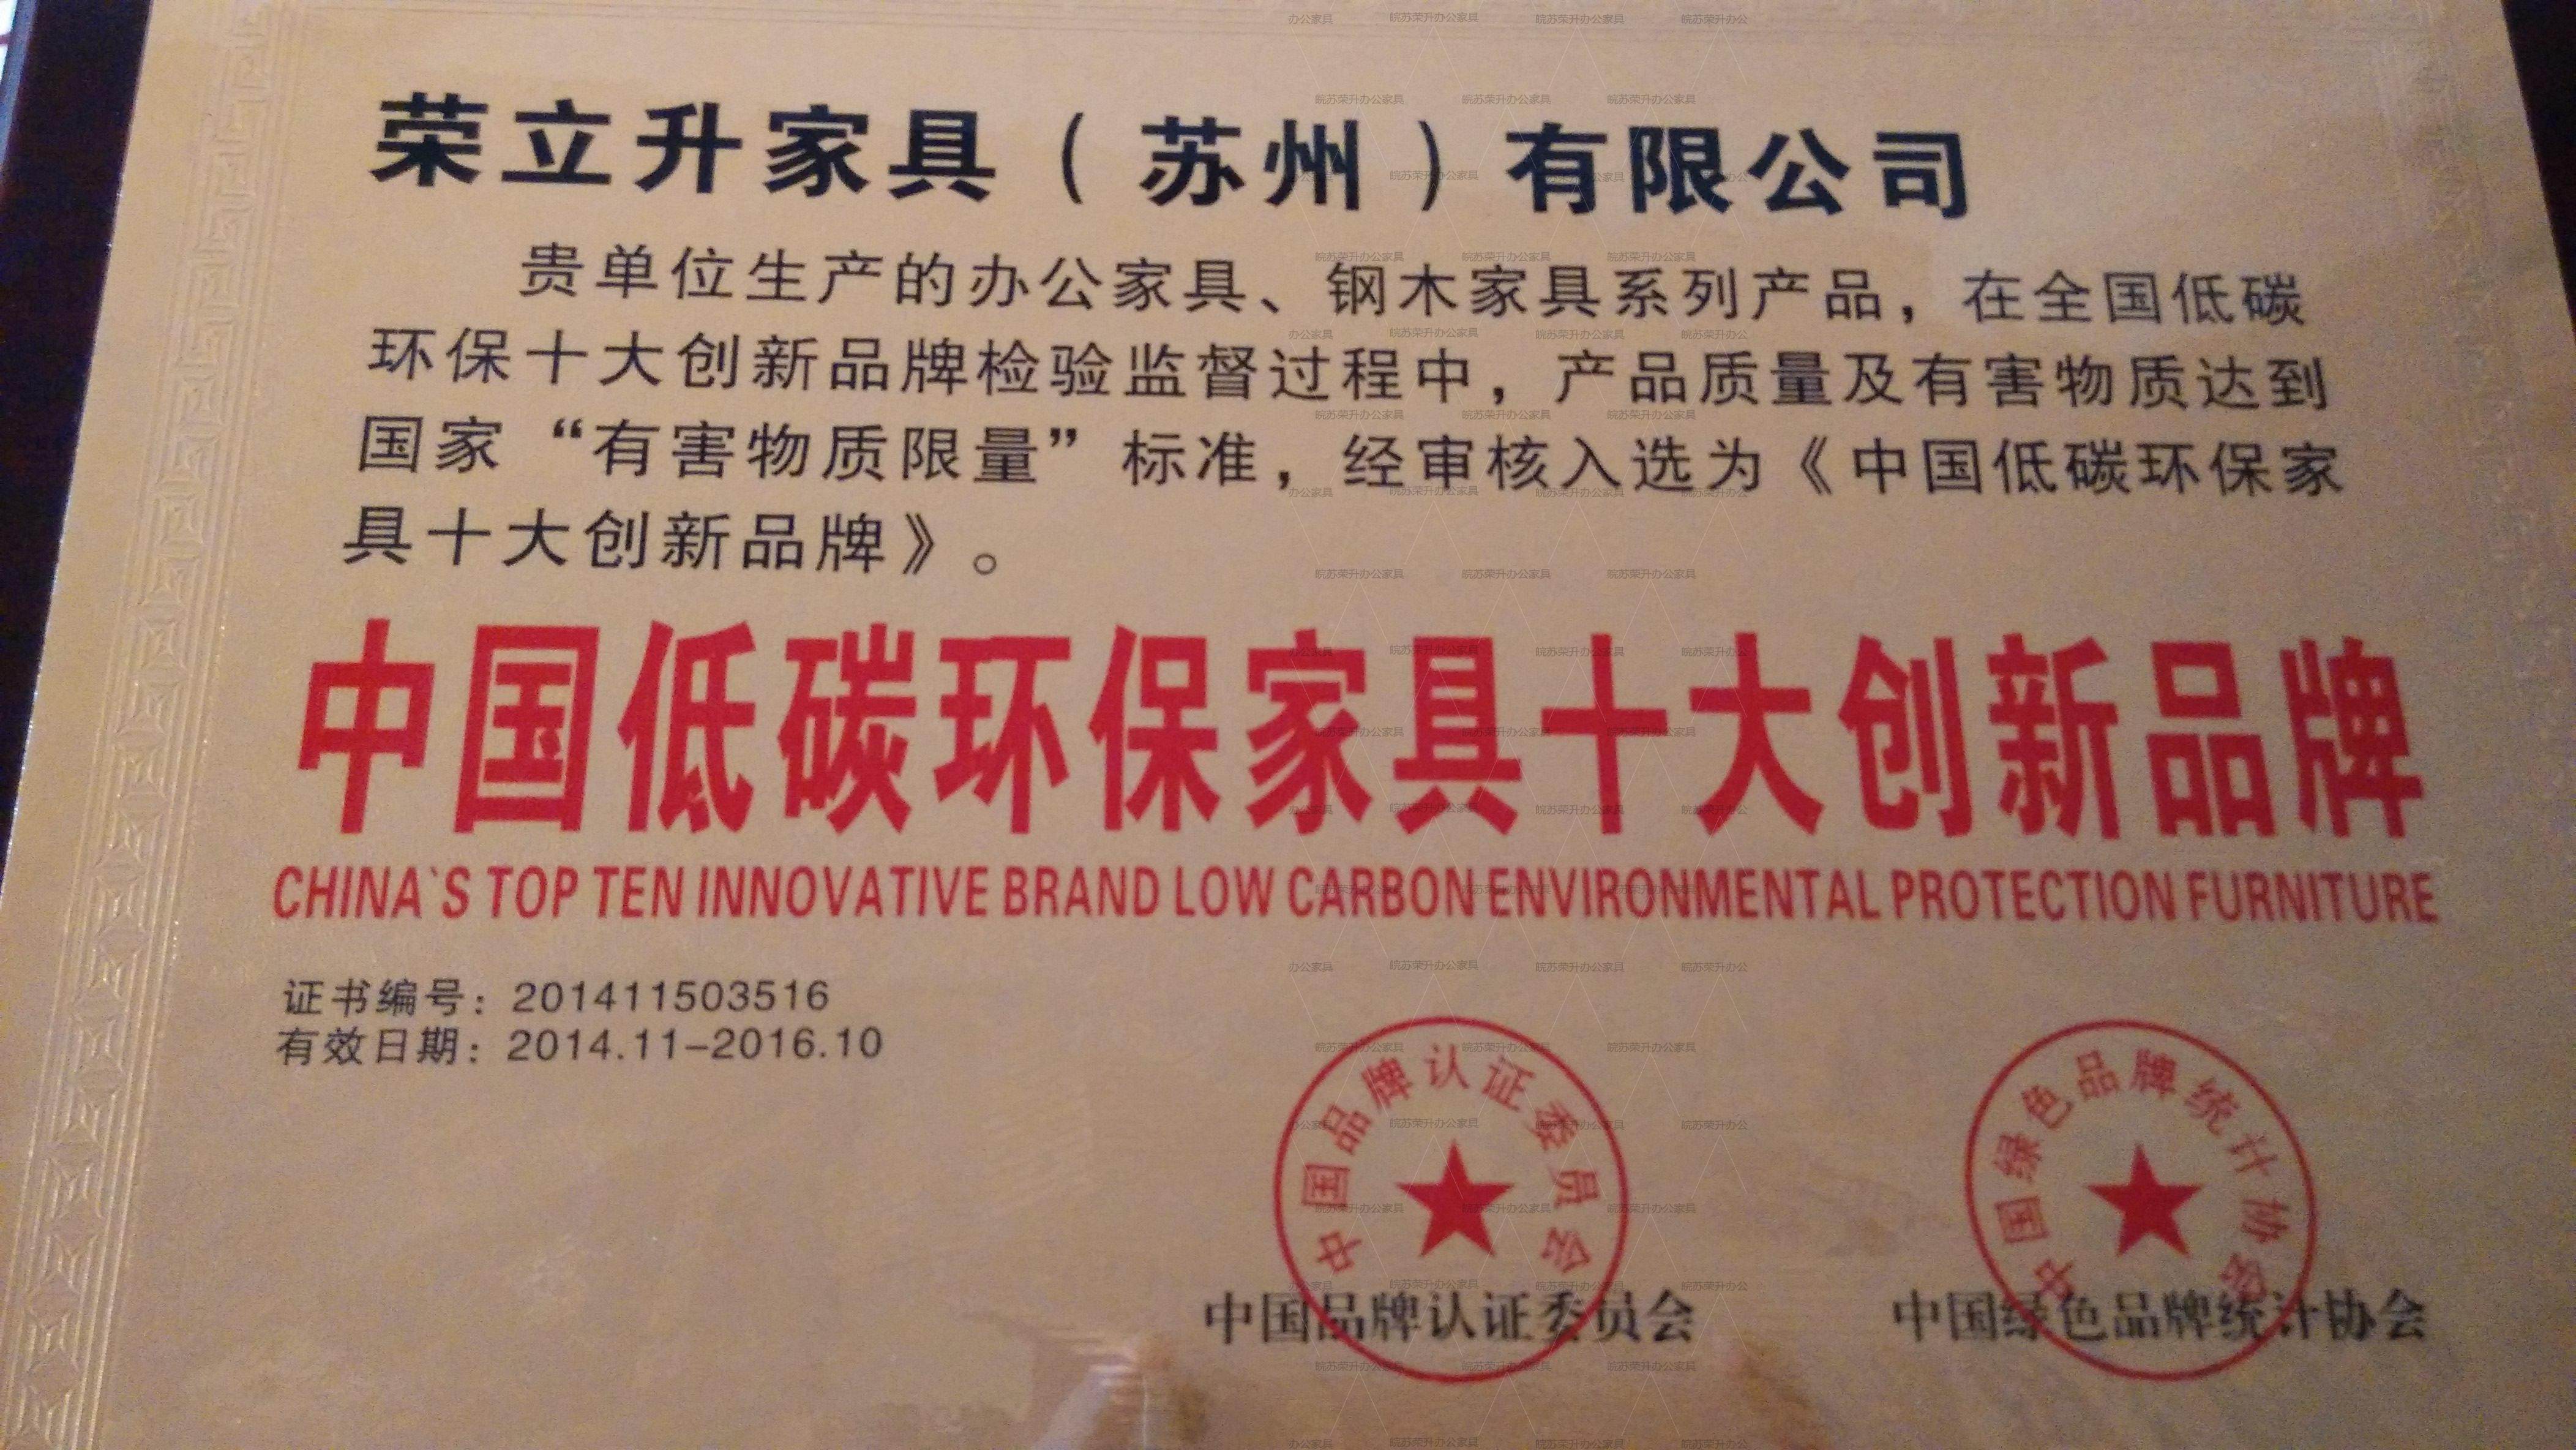 荣立升家具（苏州）有限公司
贵单位生产的办公家具、钢木家具系列产品，在全国低碳
环保十大创新品牌检验监督过程中，产品质量及有害物质达到
国家“有害物质限量”标准，经审核入选为《中国低碳环保家
具十大创新品牌》。
中国低碳环保家具十大创新品牌
CHINA`S TOP TEN INNOVATIVE BRAND LOW CARBON ENVIRONMENTAL PROTECTION FURNITURE
证书编号：201411503516
有效日期：2014.11-2016.10
中国品牌认证委员会
中国绿色品牌统计协会
中国品牌认证委员会
中国绿色品牌统计协会
皖苏荣升办公家具